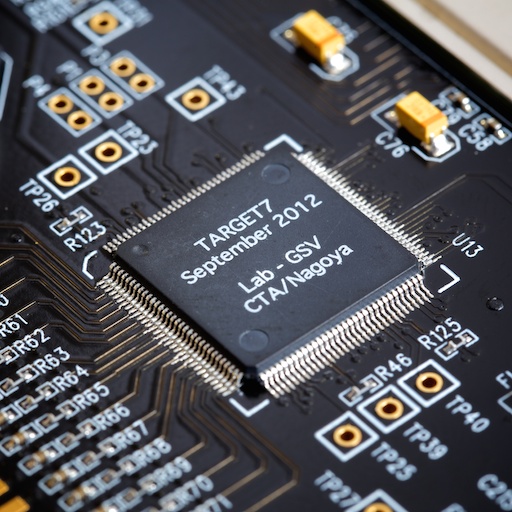 TARGET7
September 2012
Lab - GSV
CTA/Nagoya
TP43
TP23
TP26
R123
C76
U13
R125
R46
TP40
TP39
TP25
TP27
R61
R62
R63
R64
R65
R66
R67
R68
R69
R70
R71